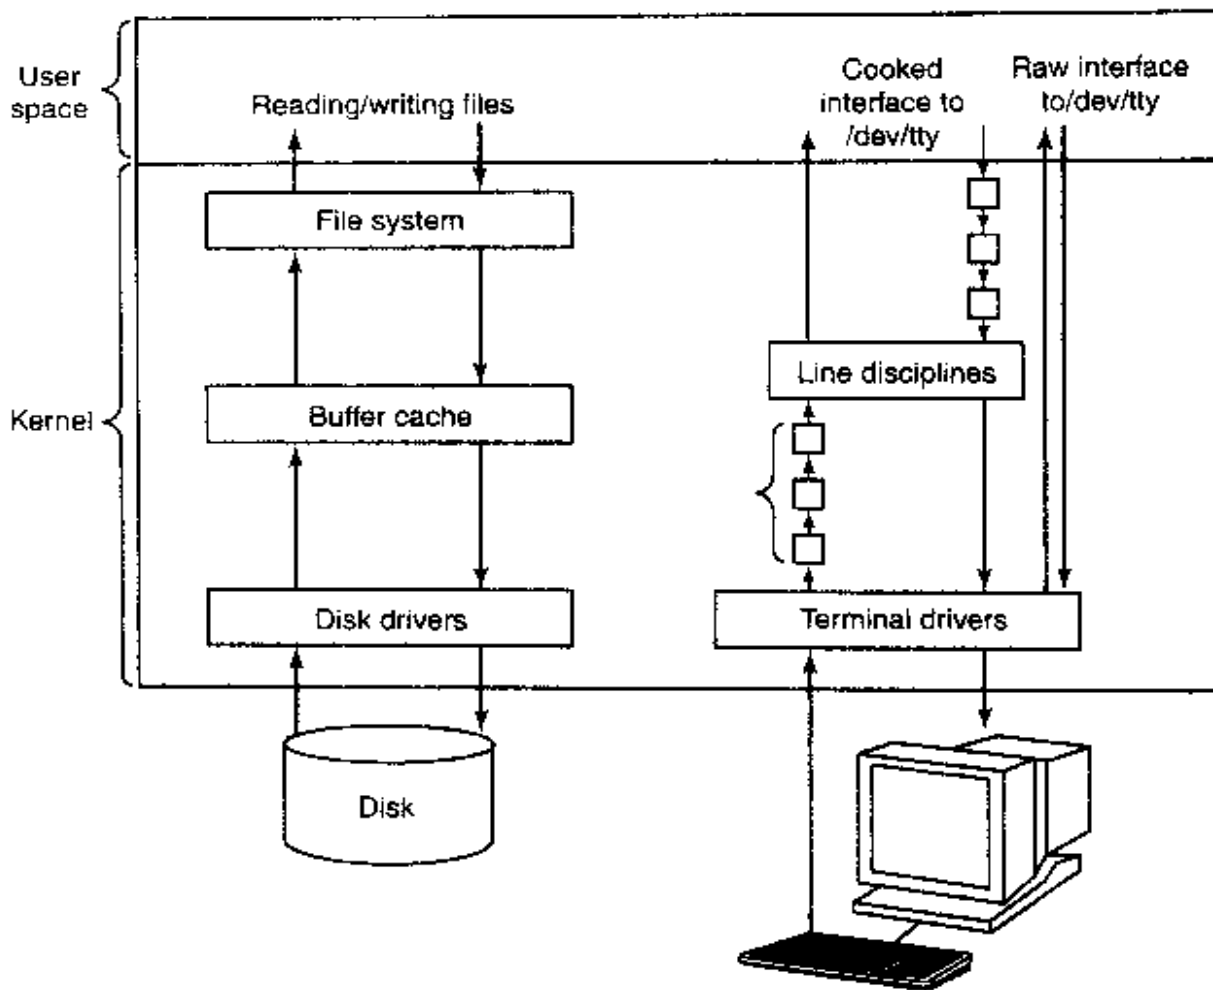 User
space
Reading/writing files
Cooked
interface to
/dev/tty
Raw interface
to/dev/tty
File system
Line disciplines
Kernel
Buffer cache
Disk drivers
Terminal drivers
Disk